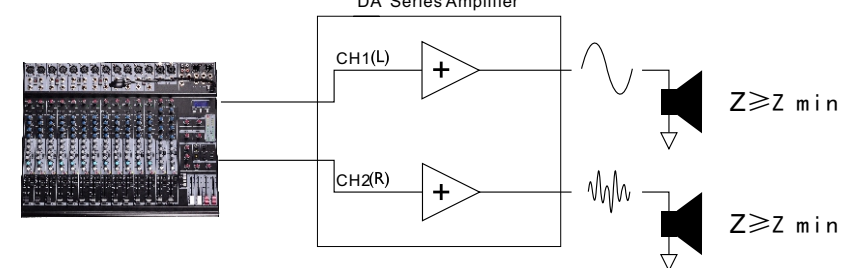 DA Series Amplifier
CH1(L)
Z≥Z min
CH2(R)
Z≥Z min